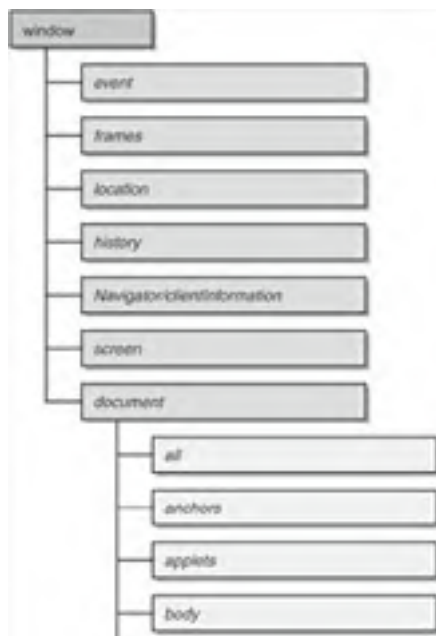 window
event
frames
location
history
Navigator/clientInformation
screen
document
all
anchors
applets
body